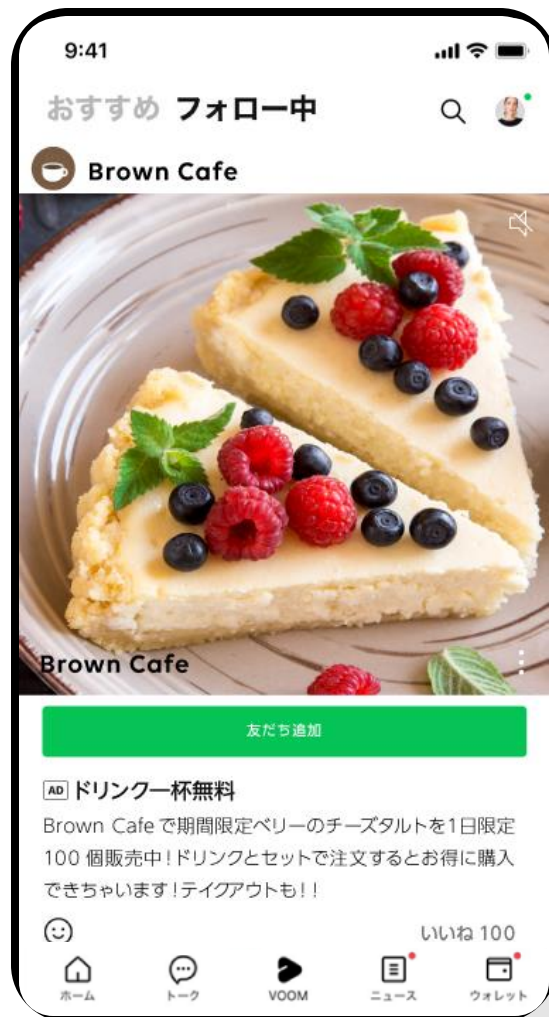 9:41
おすすめ フォロー中
Brown Cafe
Brown Cafe
友だち追加
AD ドリンク一杯無料
Brown Cafe で期間限定ベリーのチーズタルトを1日限定
100 個販売中！ドリンクとセットで注文するとお得に購入
できちゃいます！テイクアウトも！！
いいね 100
ホーム トーク VOOM ニュース ウォレット